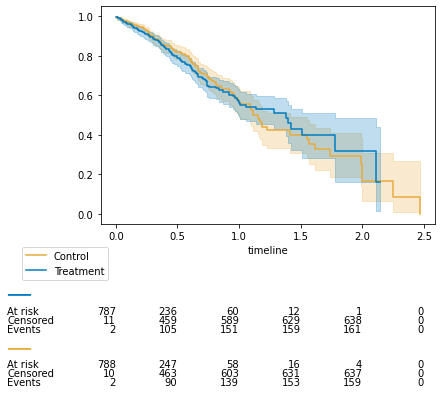 1.0
0.8
0.6
0.4
0.2
0.0
0.0 0.5 1.0 1.5 2.0 2.5
timeline
Control
Treatment
At risk 787 236 60 12 1 0
Censored 11 459 589 629 638 0
Events 2 105 151 159 161 0
At risk 788 247 58 16 4 0
Censored 10 463 603 631 637 0
Events 2 90 139 153 159 0